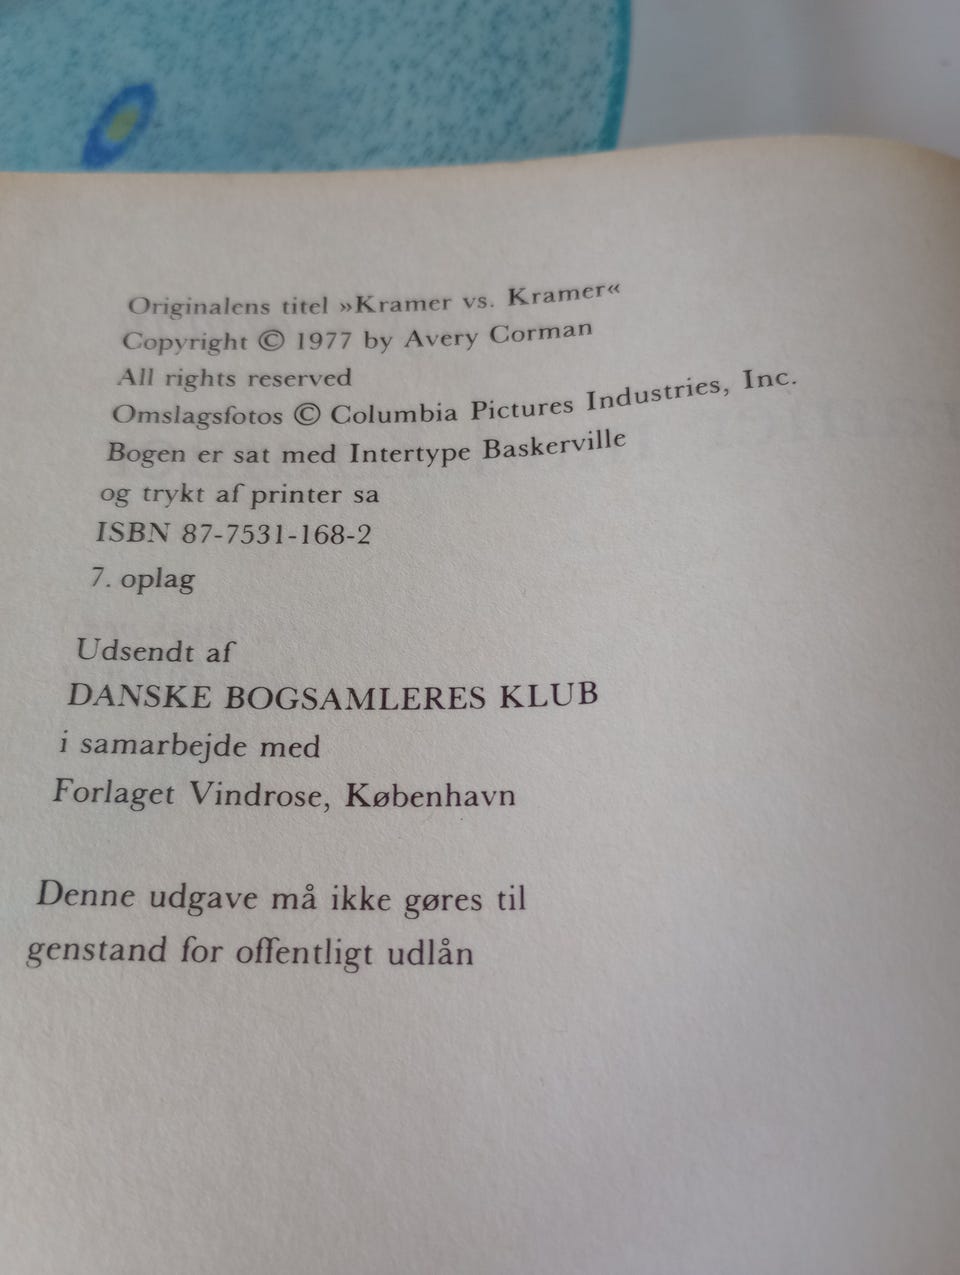 Originalens titel »Kramer vs. Kramer«
Copyright © 1977 by Avery Corman
All rights reserved
Omslagsfotos © Columbia Pictures Industries, Inc.
Bogen er sat med Intertype Baskerville
og trykt af printer sa
ISBN 87-7531-168-2
7. oplag
Udsendt af
DANSKE BOGSAMLERES KLUB
i samarbejde med
Forlaget Vindrose, København
Denne udgave må ikke gøres til
genstand for offentligt udlån